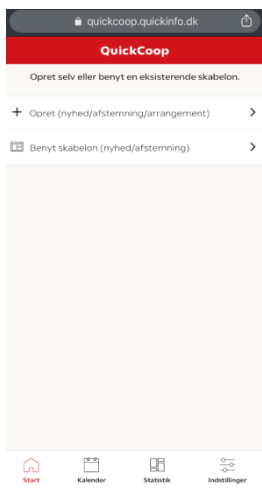 quickcoop.quickinfo.dk
QuickCoop
Opret selv eller benyt en eksisterende skabelon.
Opret (nyhed/afstemning/arrangement)
Benyt skabelon (nyhed/afstemning)
Start Kalender Statistik Indstillinger